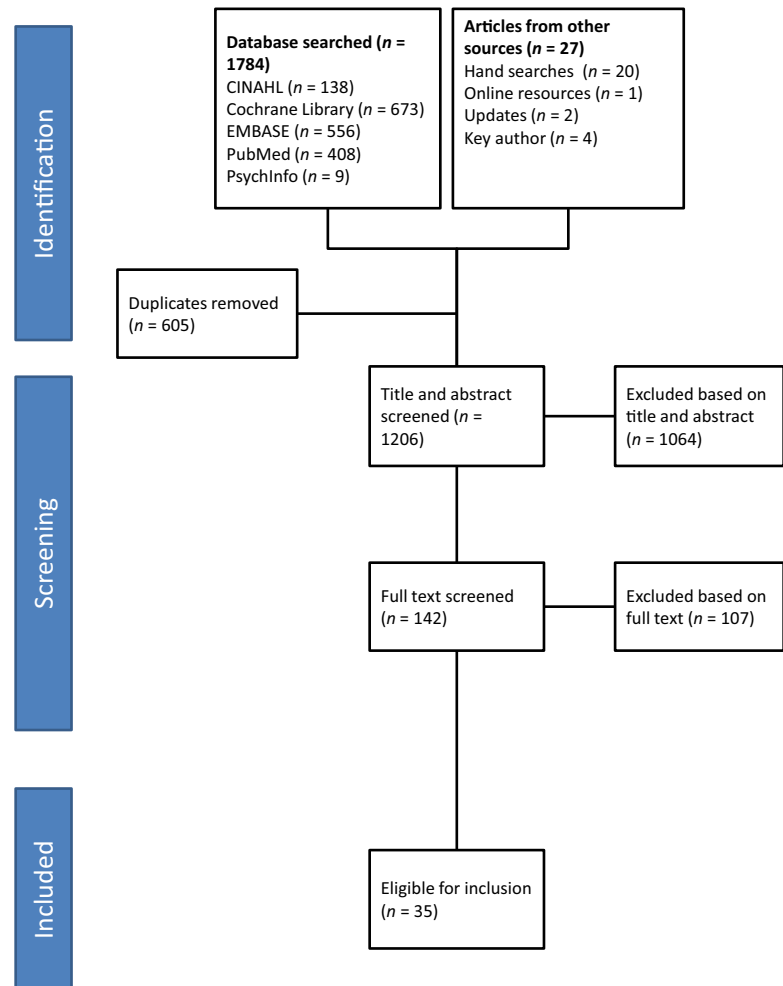 Identification
Database searched (n =
1784)
CINAHL (n = 138)
Cochrane Library (n = 673)
EMBASE (n = 556)
PubMed (n = 408)
PsychInfo (n = 9)
Articles from other
sources (n = 27)
Hand searches (n = 20)
Online resources (n = 1)
Updates (n = 2)
Key author (n = 4)
Duplicates removed
(n = 605)
Screening
Title and abstract
screened (n =
1206)
Excluded based on
title and abstract
(n = 1064)
Full text screened
(n = 142)
Excluded based on
full text (n = 107)
Included
Eligible for inclusion
(n = 35)